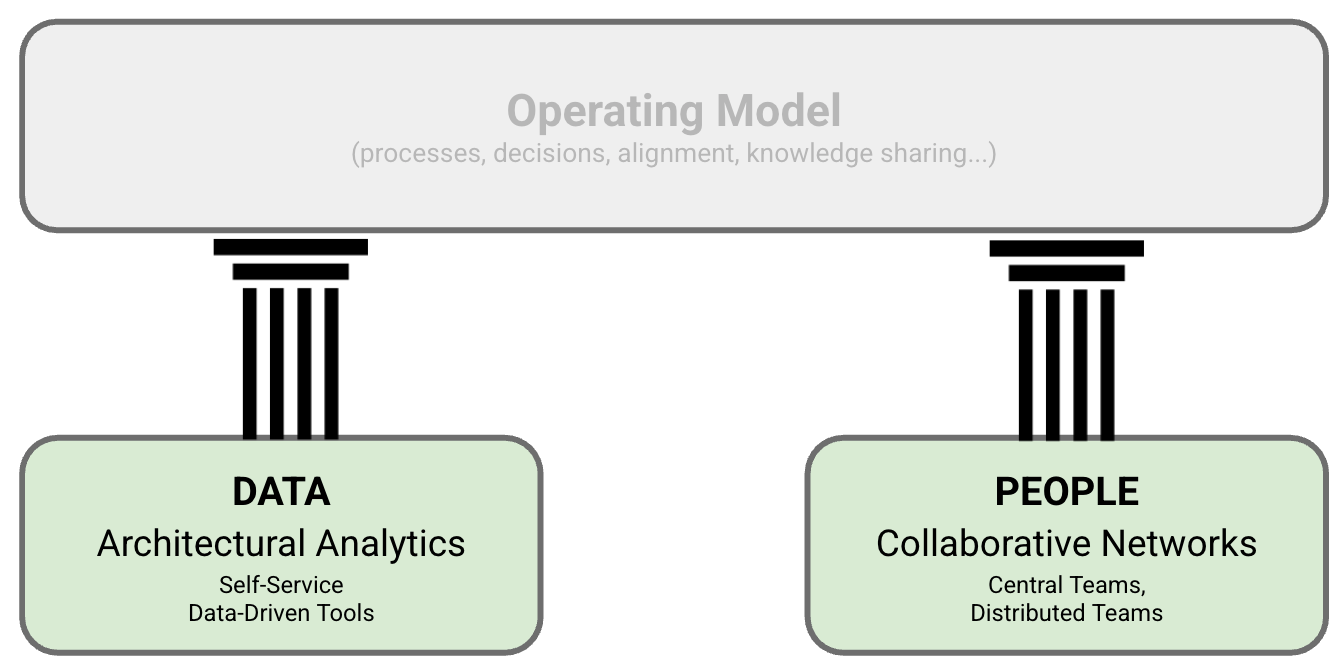 Operating Model
(processes, decisions, alignment, knowledge sharing...)
DATA
Architectural Analytics
Self-Service
Data-Driven Tools
PEOPLE
Collaborative Networks
Central Teams,
Distributed Teams